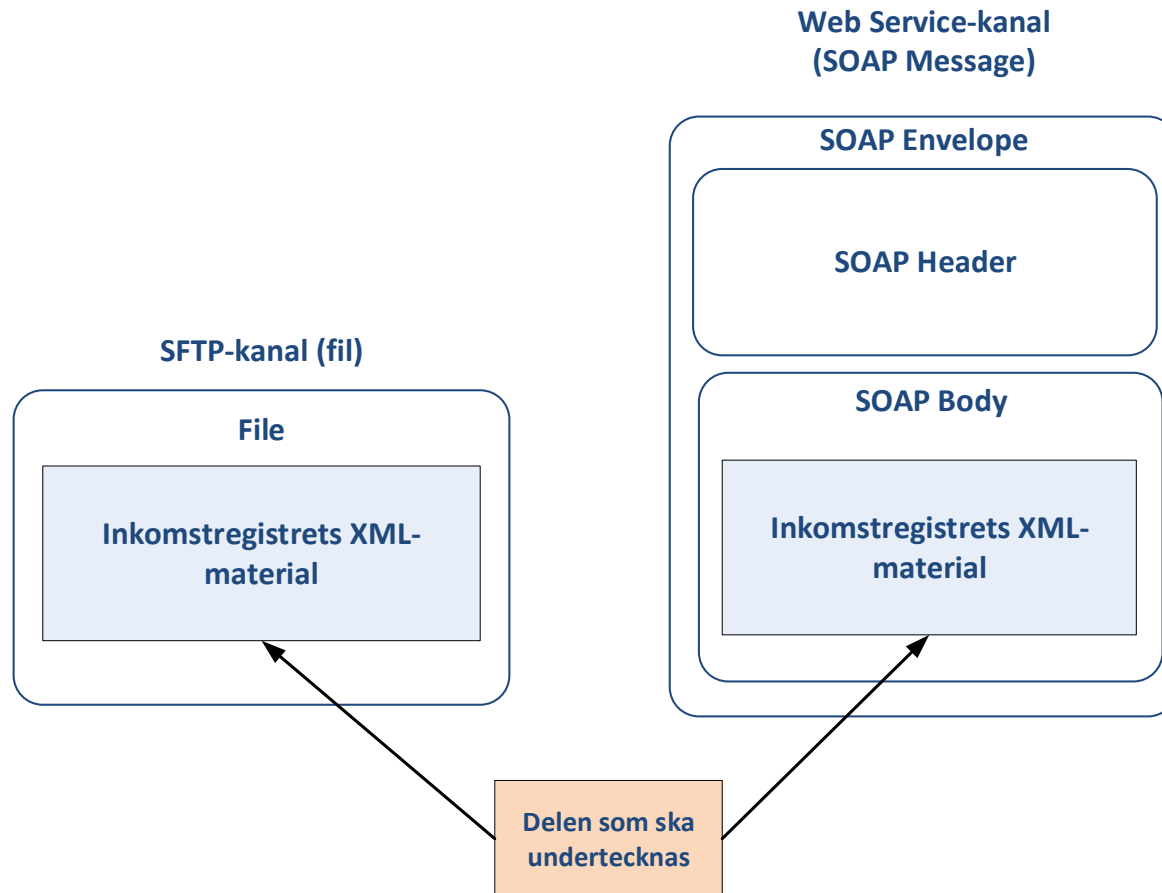 Web Service-kanal
(SOAP Message)
SOAP Envelope
SOAP Header
SFTP-kanal (fil)
SOAP Body
File
Inkomstregistrets XML-
material
Inkomstregistrets XML-
material
Delen som ska
undertecknas